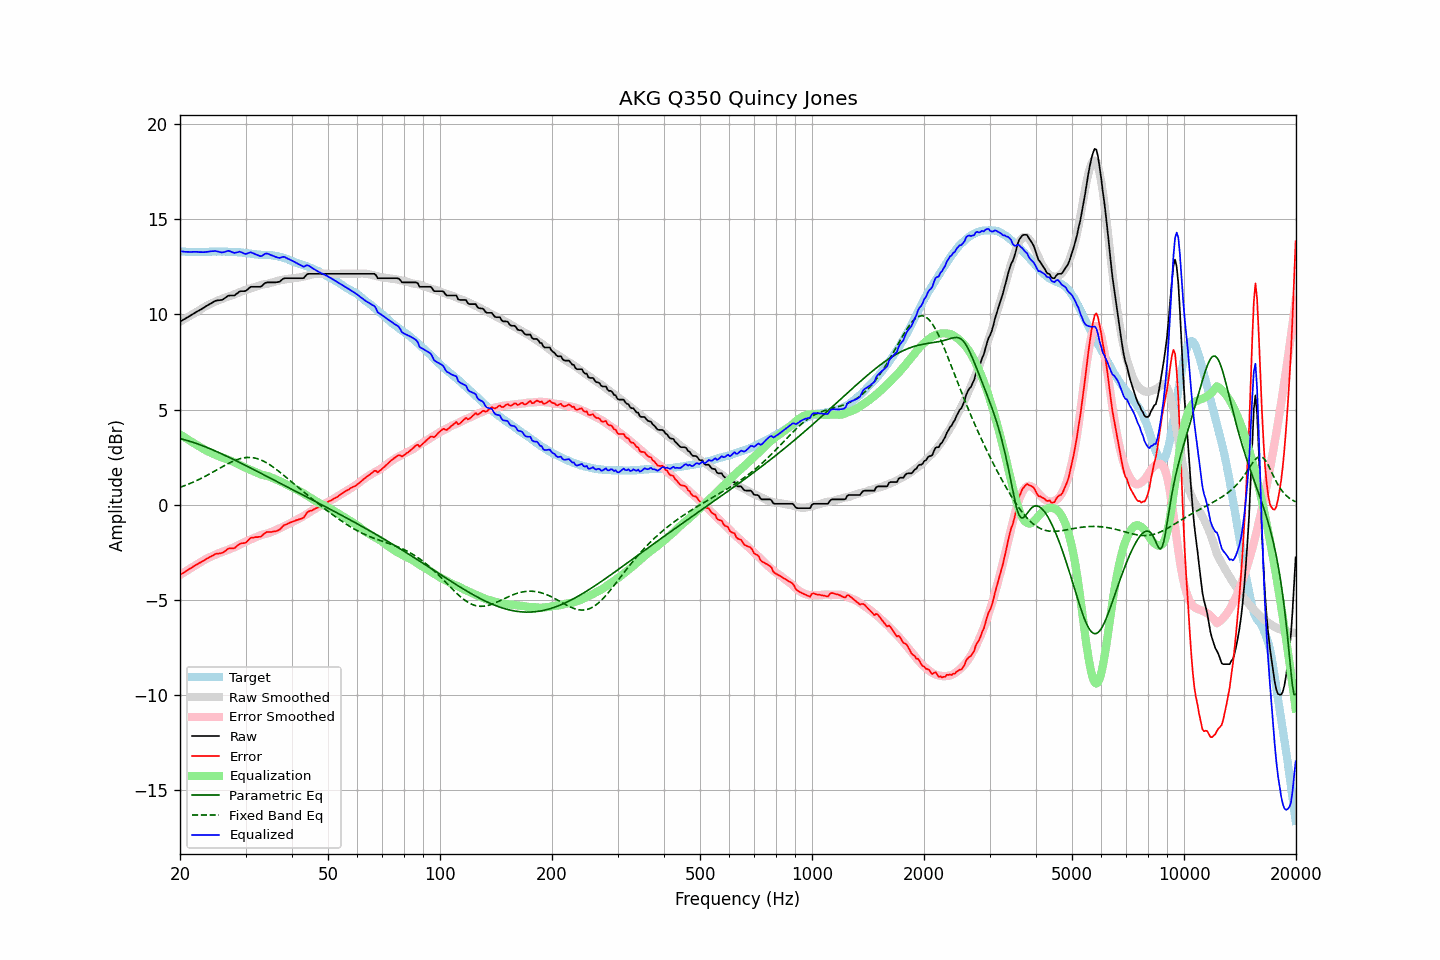 AKG Q350 Quincy Jones
20
15
10
5
0
−5
−10
−15
Amplitude (dBr)
Target
Raw Smoothed
Error Smoothed
Raw
Error
Equalization
Parametric Eq
Fixed Band Eq
Equalized
20 50 100 200 500 1000 2000 5000 10000 20000
Frequency (Hz)